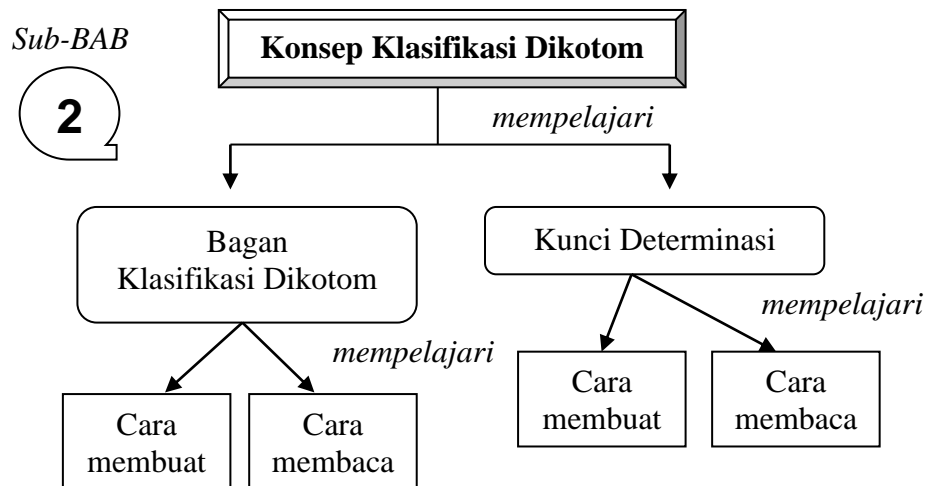 Sub-BAB
2
Konsep Klasifikasi Dikotom
mempelajari
Bagan
Klasifikasi Dikotom
Kunci Determinasi
mempelajari
mempelajari
Cara
membuat
Cara
membaca
Cara
membuat
Cara
membaca